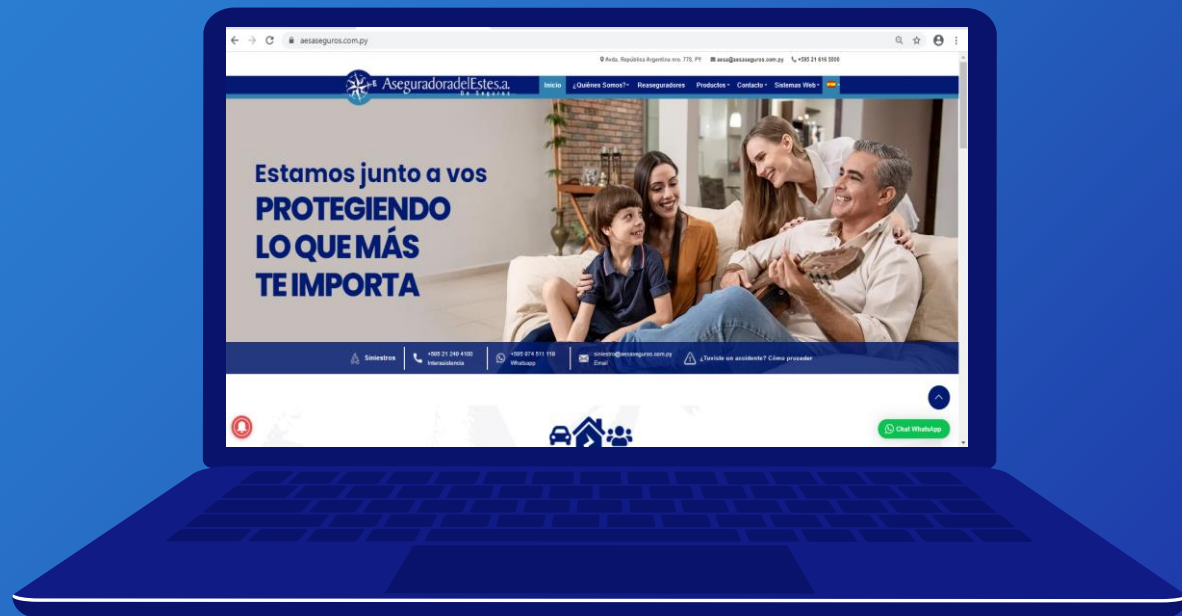 aesaseguros.com.py
Avda. República Argentina nro. 778, PY aesa@aesaseguros.com.py +595 21 616 5000
AseguradoradelEstes.a.
De Seguros
Inicio ¿Quiénes Somos? Reaseguradores Productos Contacto Sistemas Web
Estamos junto a vos
PROTEGIENDO
LO QUE MÁS
TE IMPORTA
Siniestros
+595 21 249 4100
Interasistencia
+595 974 511 118
Whatsapp
siniestro@aesaseguros.com.py
Email
¿Tuviste un accidente? Cómo proceder
Chat WhatsApp